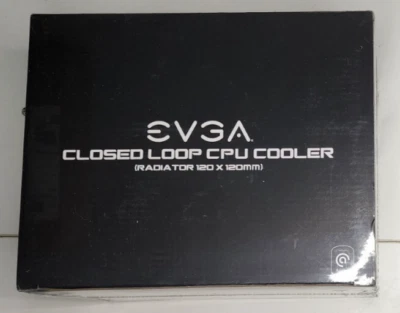 EVGA
CLOSED LOOP CPU COOLER
(RADIATOR 120 X 120mm)